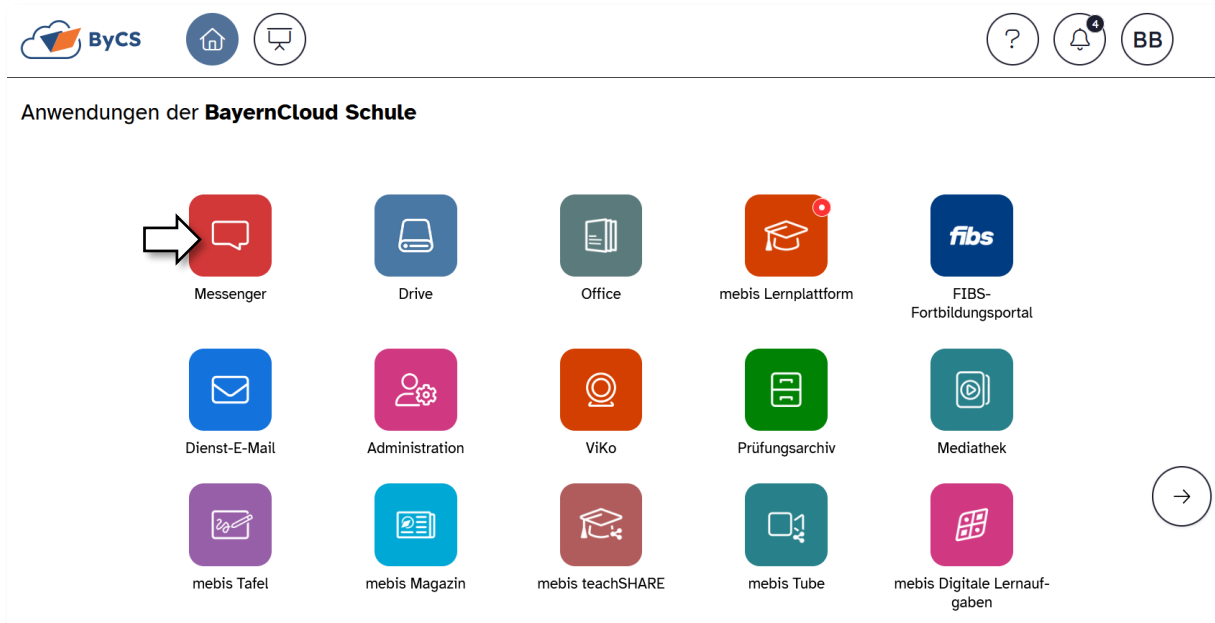 ByCS
?
4
BB
Anwendungen der BayernCloud Schule
fibs
Messenger
Drive
Office
mebis Lernplattform
FIBS-
Fortbildungsportal
Dienst-E-Mail
Administration
ViKo
Prüfungsarchiv
Mediathek
mebis Tafel
mebis Magazin
mebis teachSHARE
mebis Tube
mebis Digitale Lernauf-
gaben